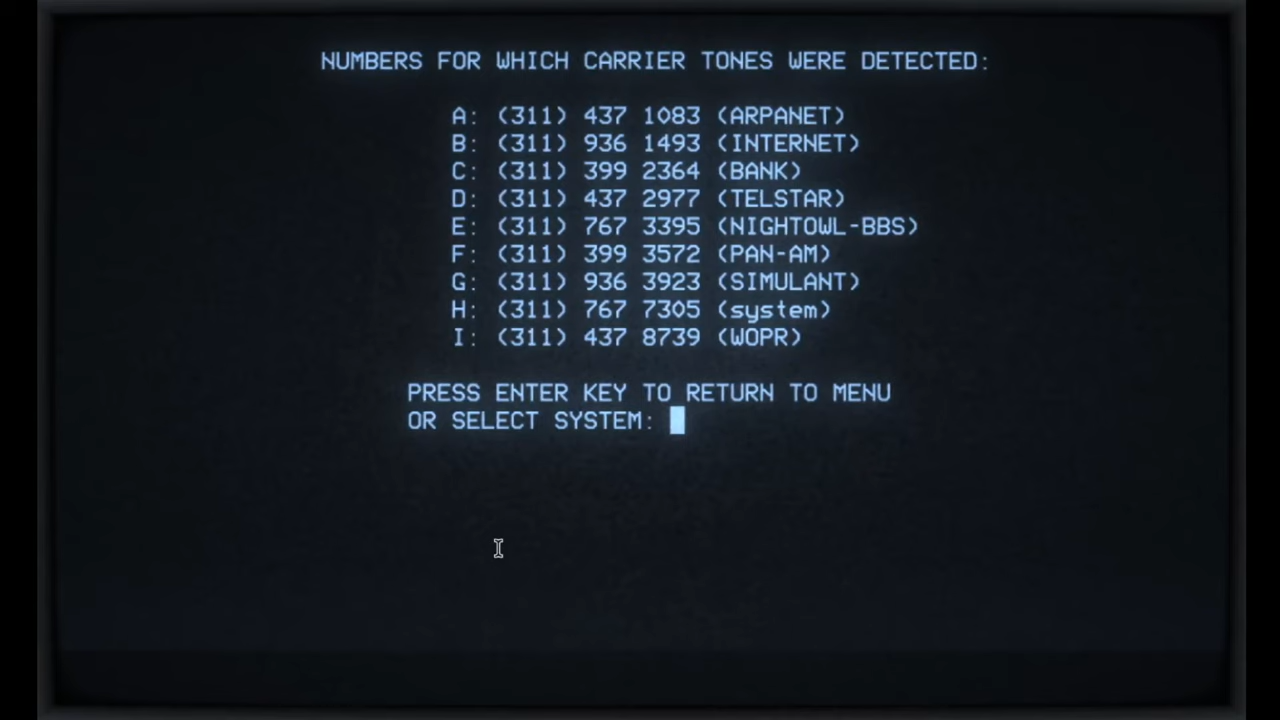 NUMBERS FOR WHICH CARRIER TONES WERE DETECTED:
A: (311) 437 1083 (ARPANET)
B: (311) 936 1493 (INTERNET)
C: (311) 399 2364 (BANK)
D: (311) 437 2977 (TELSTAR)
E: (311) 767 3395 (NIGHTOWL-BBS)
F: (311) 399 3572 (PAN-AM)
G: (311) 936 3923 (SIMULANT)
H: (311) 767 7305 (system)
I: (311) 437 8739 (WOPR)
PRESS ENTER KEY TO RETURN TO MENU
OR SELECT SYSTEM: